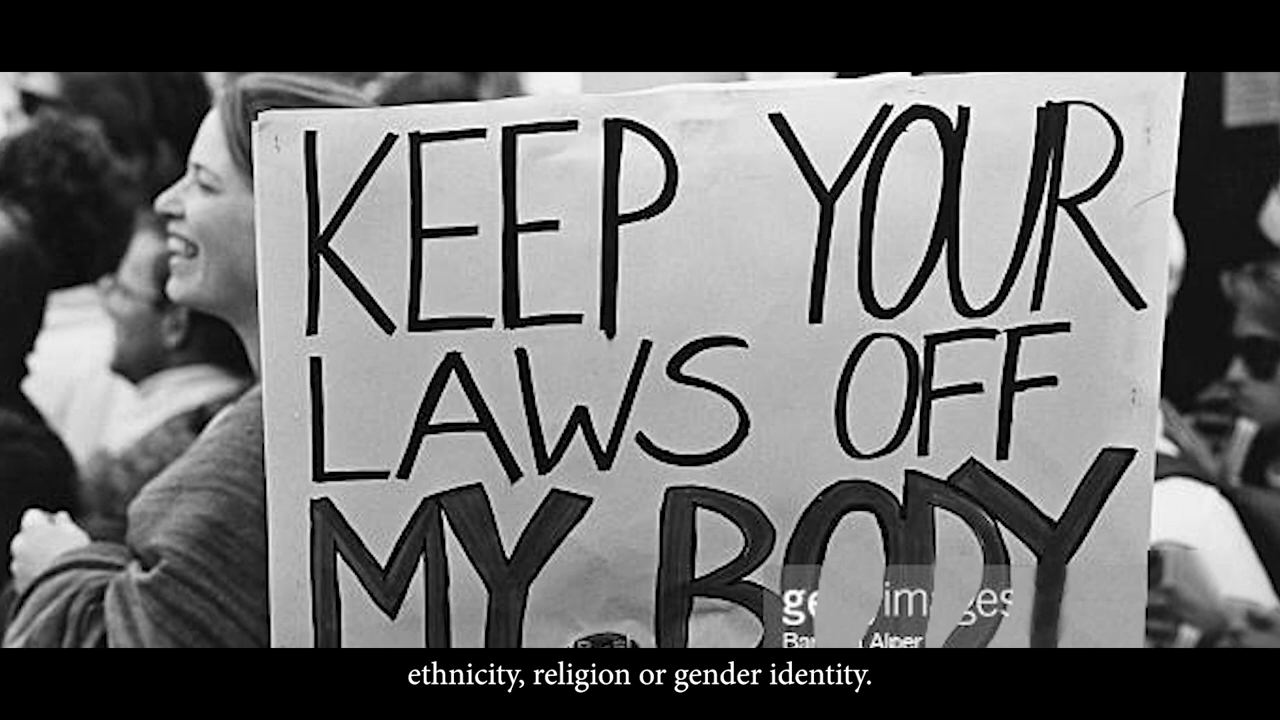 KEEP YOUR
LAWS OFF
MY BODY
ethnicity, religion or gender identity.